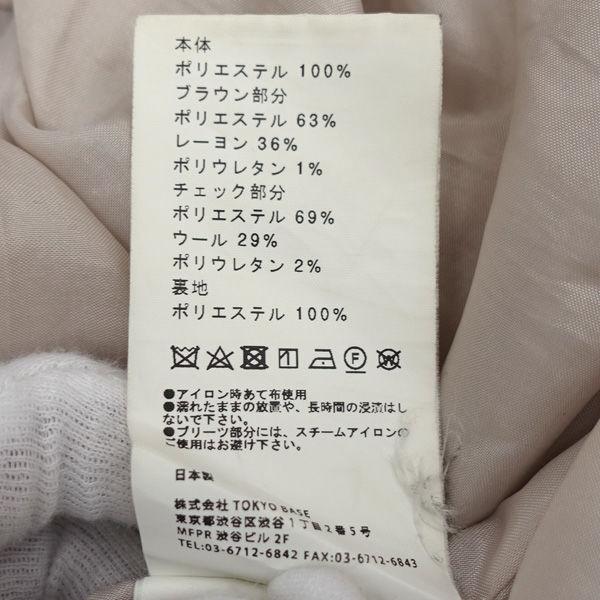 本体
ポリエステル 100%
ブラウン部分
ポリエステル 63%
レーヨン 36%
ポリウレタン 1%
チェック部分
ポリエステル 69%
ウール 29%
ポリウレタン 2%
裏地
ポリエステル 100%
F W
●アイロン時あて布使用
●濡れたままの放置や、長時間の浸漬はし
ないで下さい。
●プリーツ部分には、スチームアイロンの
ご使用はお避け下さい。
日本製
株式会社 TOKYO BASE
東京都渋谷区渋谷1丁目2番5号
MFPR 渋谷ビル 2F
TEL:03-6712-6842 FAX:03-6712-6843